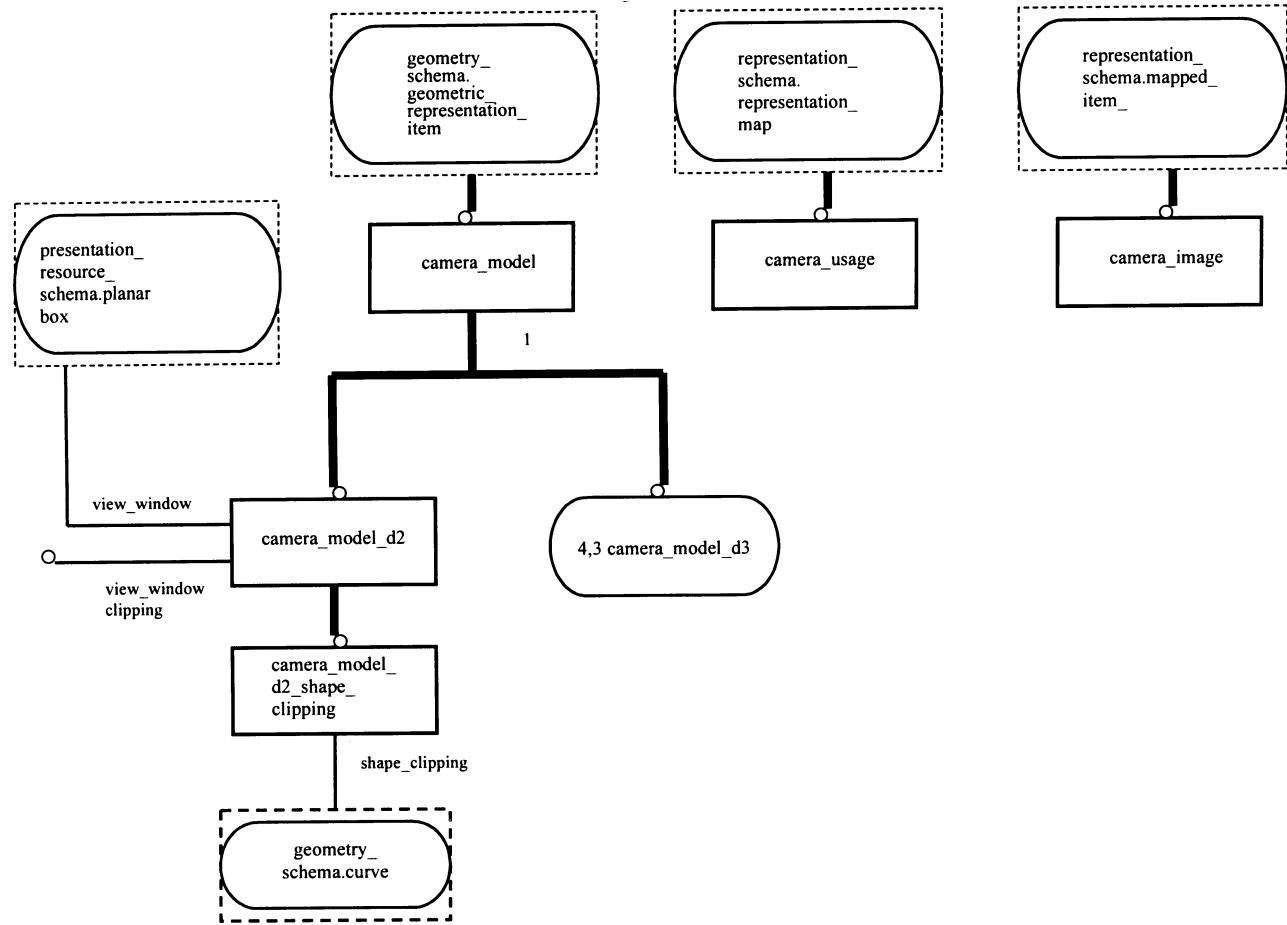 geometry_
schema.
geometric_
representation_
item
representation_
schema.
representation_
map
representation_
schema.mapped_
item_
camera_model
camera_usage
camera_image
presentation_
resource_
schema.planar
box
1
view_window
camera_model_d2
4,3 camera_model_d3
view_window
clipping
camera_model_
d2_shape_
clipping
shape_clipping
geometry_
schema.curve